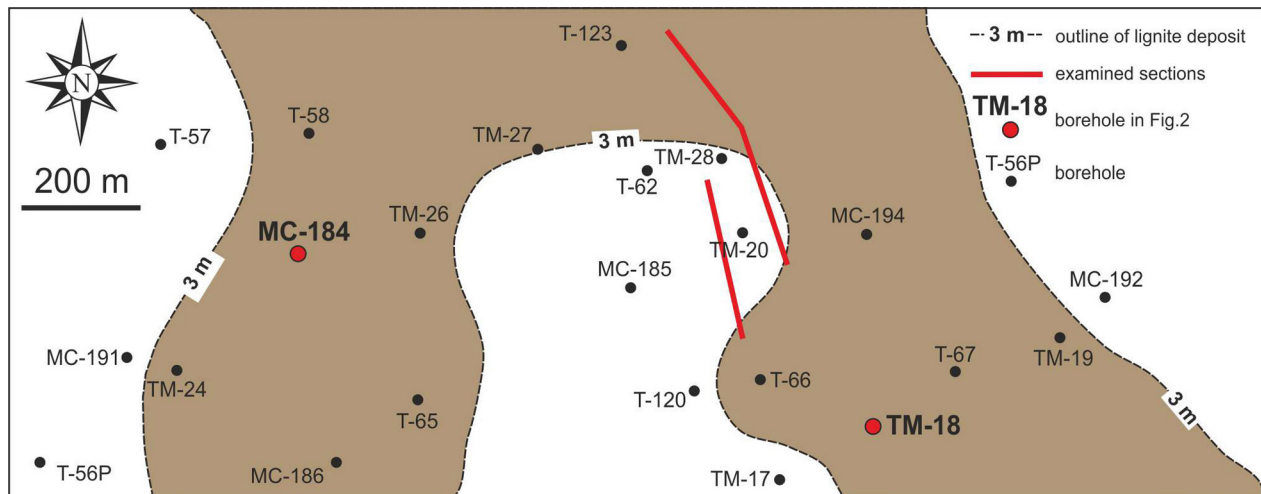 T-123
– 3 m – outline of lignite deposit
examined sections
N
TM-18
borehole in Fig.2
T-57
T-58
TM-27
3 m
TM-28
T-62
T-56P
borehole
200 m
MC-184
TM-26
MC-194
TM-20
MC-185
3 m
MC-192
MC-191
TM-24
T-67
TM-19
T-66
T-120
T-65
3 m
TM-18
T-56P
MC-186
TM-17